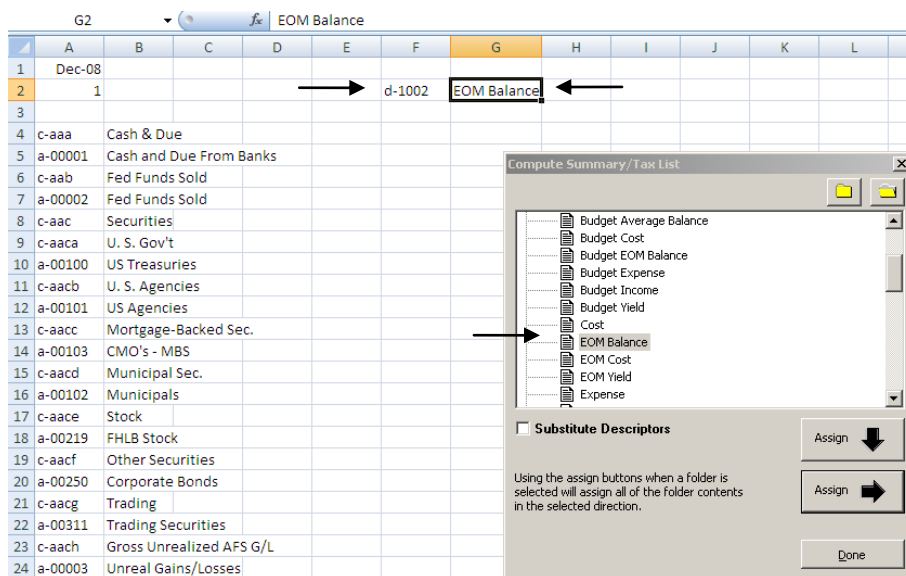 G2 fx EOM Balance
A B C D E F G H I J K L
1 Dec-08
2 1 d-1002 EOM Balance
3
4 c-aaa Cash & Due
5 a-00001 Cash and Due From Banks
6 c-aab Fed Funds Sold
7 a-00002 Fed Funds Sold
8 c-aac Securities
9 c-aaca U. S. Gov't
10 a-00100 US Treasuries
11 c-aacb U. S. Agencies
12 a-00101 US Agencies
13 c-aacc Mortgage-Backed Sec.
14 a-00103 CMO's - MBS
15 c-aacd Municipal Sec.
16 a-00102 Municipals
17 c-aace Stock
18 a-00219 FHLB Stock
19 c-aacf Other Securities
20 a-00250 Corporate Bonds
21 c-aacg Trading
22 a-00311 Trading Securities
23 c-aach Gross Unrealized AFS G/L
24 a-00003 Unreal Gains/Losses
Compute Summary/Tax List
Budget Average Balance
Budget Cost
Budget EOM Balance
Budget Expense
Budget Income
Budget Yield
Cost
EOM Balance
EOM Cost
EOM Yield
Expense
Substitute Descriptors
Assign
Using the assign buttons when a folder is
selected will assign all of the folder contents
in the selected direction.
Assign
Done